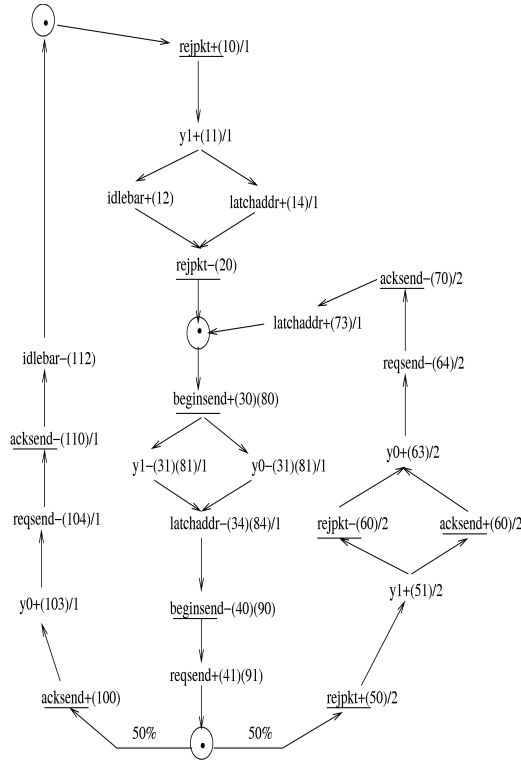 rejpkt+(10)/1
y1+(11)/1
idlebar+(12)
latchaddr+(14)/1
rejpkt−(20)
acksend−(70)/2
latchaddr+(73)/1
idlebar−(112)
reqsend−(64)/2
beginsend+(30)(80)
acksend−(110)/1
y0+(63)/2
y1−(31)(81)/1
y0−(31)(81)/1
reqsend−(104)/1
latchaddr−(34)(84)/1
rejpkt−(60)/2
acksend+(60)/2
y1+(51)/2
y0+(103)/1
beginsend−(40)(90)
reqsend+(41)(91)
acksend+(100)
rejpkt+(50)/2
50%
50%